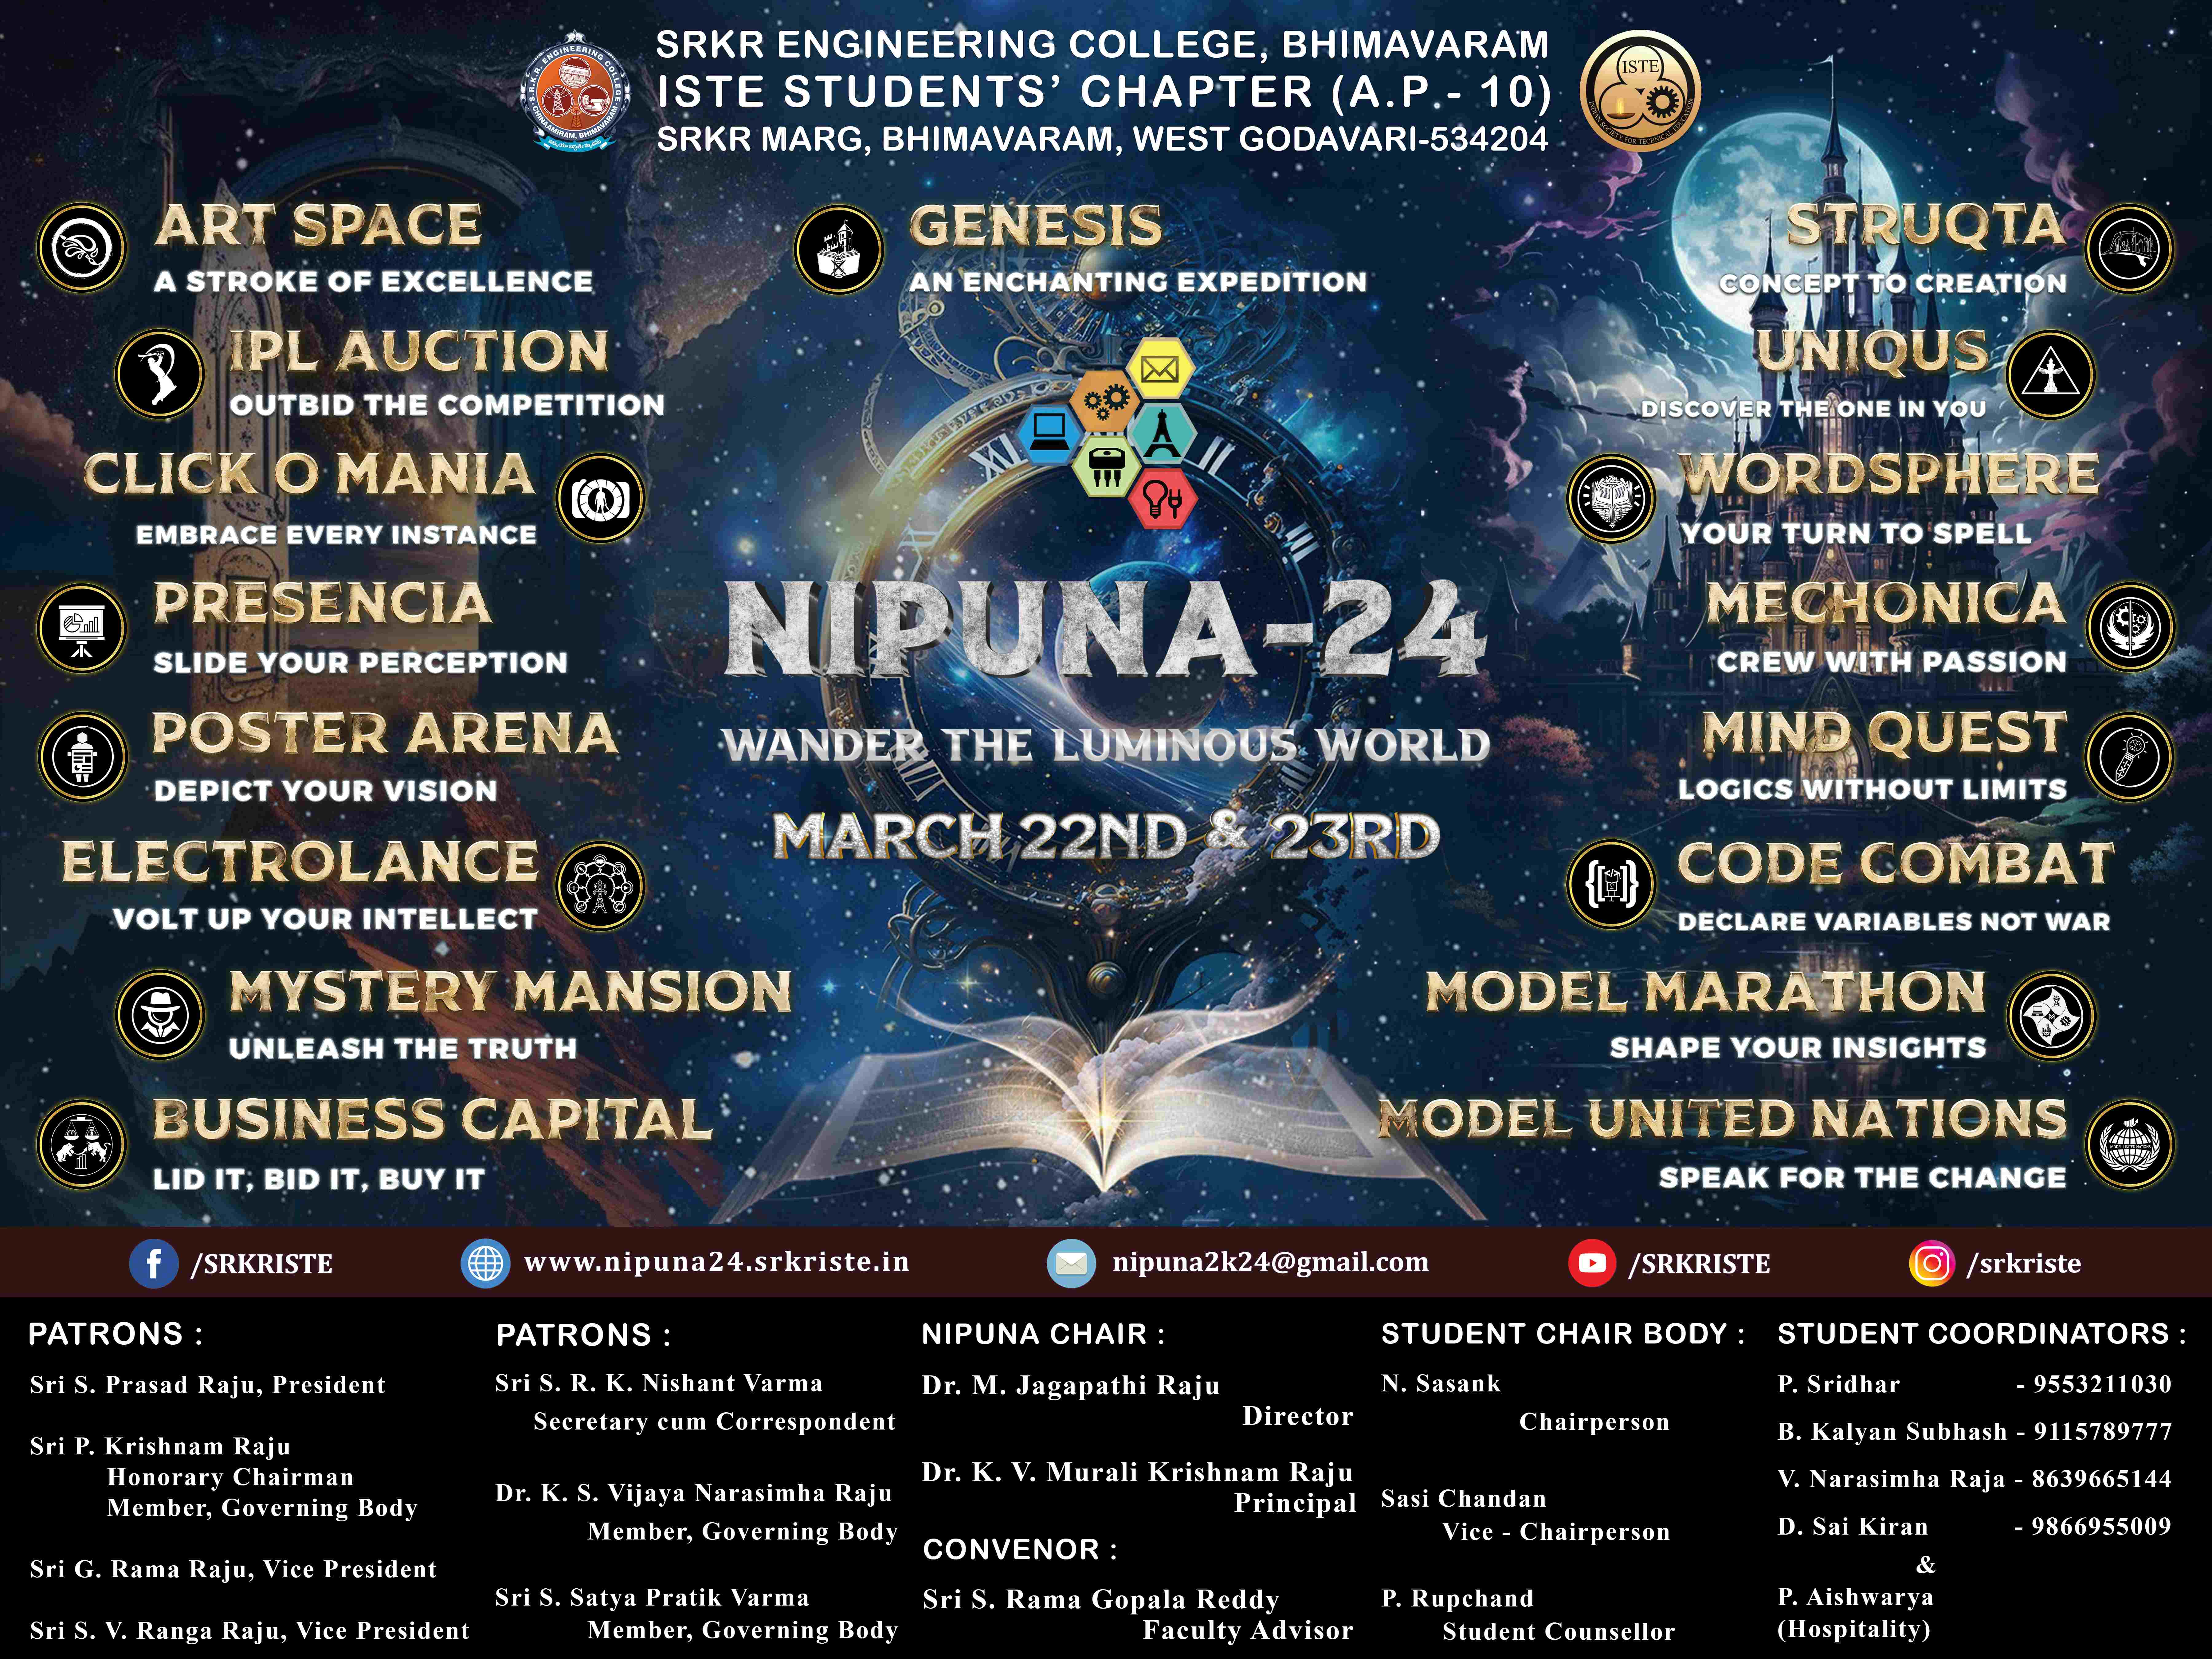 SRKR ENGINEERING COLLEGE, BHIMAVARAM
ISTE STUDENTS' CHAPTER (A.P.- 10)
SRKR MARG, BHIMAVARAM, WEST GODAVARI-534204
S.R.K.R. ENGINEERING COLLEGE
CHINAAMIRAM, BHIMAVARAM
ISTE
INDIAN SOCIETY FOR TECHNICAL EDUCATION
ART SPACE
A STROKE OF EXCELLENCE
IPL AUCTION
OUTBID THE COMPETITION
CLICK O MANIA
EMBRACE EVERY INSTANCE
PRESENCIA
SLIDE YOUR PERCEPTION
POSTER ARENA
DEPICT YOUR VISION
ELECTROLANCE
VOLT UP YOUR INTELLECT
MYSTERY MANSION
UNLEASH THE TRUTH
BUSINESS CAPITAL
LID IT, BID IT, BUY IT
GENESIS
AN ENCHANTING EXPEDITION
NIPUNA-24
WANDER THE LUMINOUS WORLD
MARCH 22ND & 23RD
STRUQTA
CONCEPT TO CREATION
UNIQUS
DISCOVER THE ONE IN YOU
WORDSPHERE
YOUR TURN TO SPELL
MECHONICA
CREW WITH PASSION
MIND QUEST
LOGICS WITHOUT LIMITS
CODE COMBAT
DECLARE VARIABLES NOT WAR
MODEL MARATHON
SHAPE YOUR INSIGHTS
MODEL UNITED NATIONS
SPEAK FOR THE CHANGE
/SRKRISTE
www.nipuna24.srkriste.in
nipuna2k24@gmail.com
/SRKRISTE
/srkriste
PATRONS :
Sri S. Prasad Raju, President
Sri P. Krishnam Raju
Honorary Chairman
Member, Governing Body
Sri G. Rama Raju, Vice President
Sri S. V. Ranga Raju, Vice President
PATRONS :
Sri S. R. K. Nishant Varma
Secretary cum Correspondent
Dr. K. S. Vijaya Narasimha Raju
Member, Governing Body
Sri S. Satya Pratik Varma
Member, Governing Body
NIPUNA CHAIR :
Dr. M. Jagapathi Raju
Director
Dr. K. V. Murali Krishnam Raju
Principal
CONVENOR :
Sri S. Rama Gopala Reddy
Faculty Advisor
STUDENT CHAIR BODY :
N. Sasank
Chairperson
Sasi Chandan
Vice - Chairperson
P. Rupchand
Student Counsellor
STUDENT COORDINATORS :
P. Sridhar - 9553211030
B. Kalyan Subhash - 9115789777
V. Narasimha Raja - 8639665144
D. Sai Kiran - 9866955009
&
P. Aishwarya
(Hospitality)